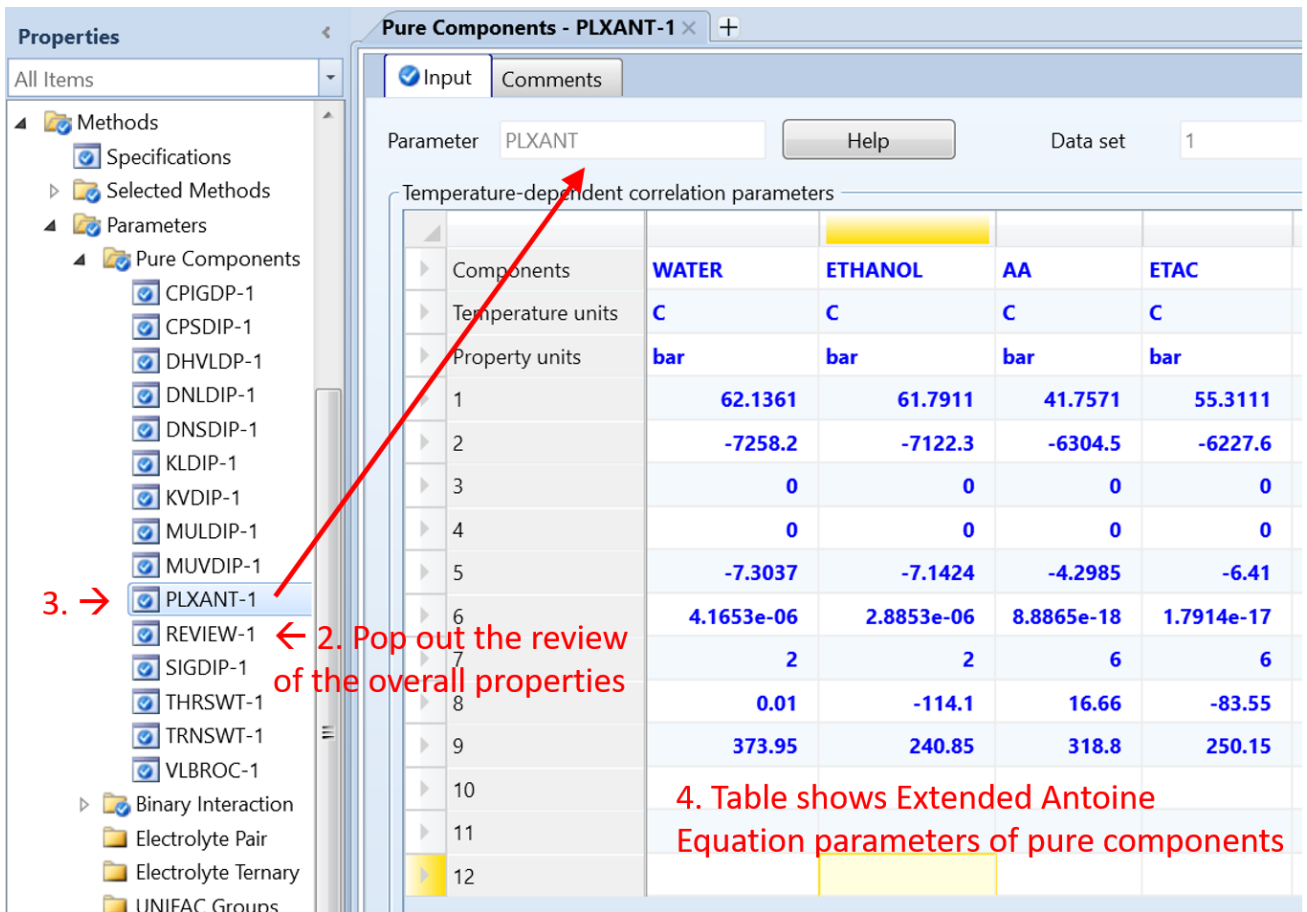 Properties
All Items
Methods
Specifications
Selected Methods
Parameters
Pure Components
CPIGDP-1
CPSDIP-1
DHVLDP-1
DNLDIP-1
DNSDIP-1
KLDIP-1
KVDIP-1
MULDIP-1
MUVDIP-1
3. → PLXANT-1
REVIEW-1
← 2. Pop out the review
of the overall properties
SIGDIP-1
THRSWT-1
TRNSWT-1
VLBROC-1
Binary Interaction
Electrolyte Pair
Electrolyte Ternary
UNIFAC Groups
Pure Components - PLXANT-1
Input Comments
Parameter PLXANT Help Data set 1
Temperature-dependent correlation parameters
Components WATER ETHANOL AA ETAC
Temperature units C C C C
Property units bar bar bar bar
1 62.1361 61.7911 41.7571 55.3111
2 -7258.2 -7122.3 -6304.5 -6227.6
3 0 0 0 0
4 0 0 0 0
5 -7.3037 -7.1424 -4.2985 -6.41
6 4.1653e-06 2.8853e-06 8.8865e-18 1.7914e-17
7 2 2 6 6
8 0.01 -114.1 16.66 -83.55
9 373.95 240.85 318.8 250.15
10
11
12
4. Table shows Extended Antoine
Equation parameters of pure components